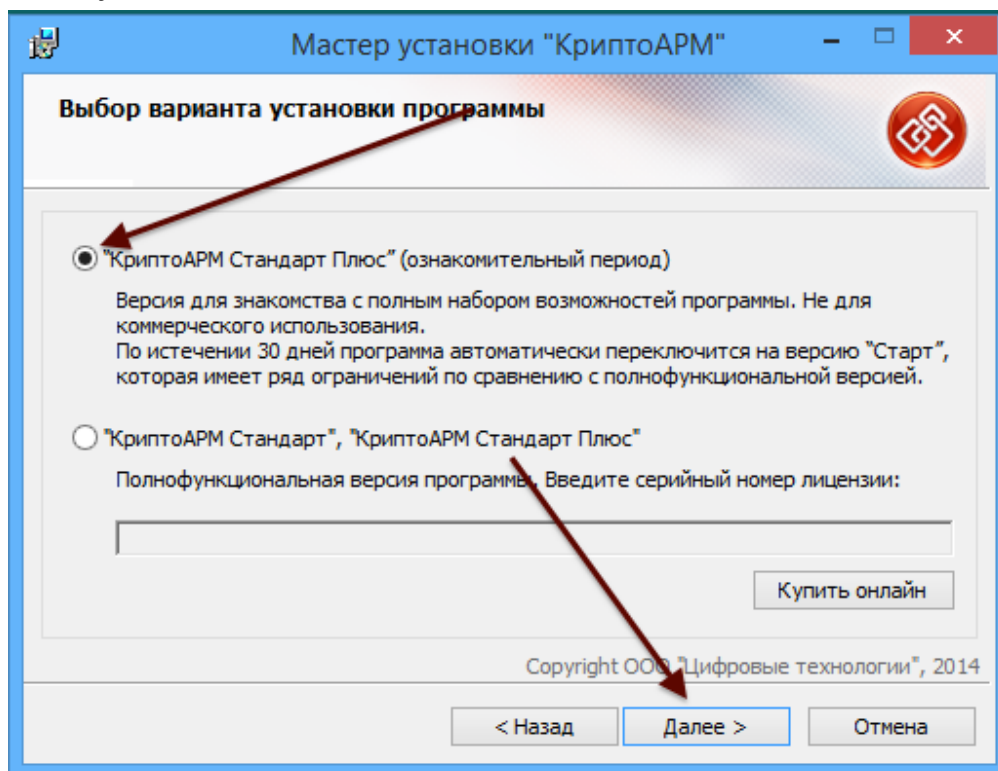 Мастер установки "КриптоАРМ"
Выбор варианта установки программы
"КриптоАРМ Стандарт Плюс" (ознакомительный период)
Версия для знакомства с полным набором возможностей программы. Не для
коммерческого использования.
По истечении 30 дней программа автоматически переключится на версию "Старт",
которая имеет ряд ограничений по сравнению с полнофункциональной версией.
"КриптоАРМ Стандарт", "КриптоАРМ Стандарт Плюс"
Полнофункциональная версия программы. Введите серийный номер лицензии:
Купить онлайн
Copyright ООО "Цифровые технологии", 2014
< Назад
Далее >
Отмена